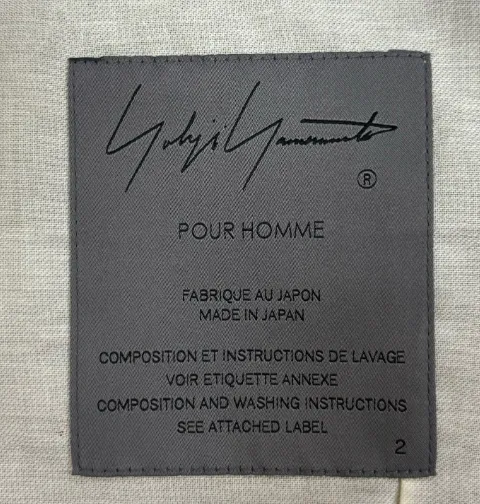 Yohji Yamamoto
®
POUR HOMME
FABRIQUE AU JAPON
MADE IN JAPAN
COMPOSITION ET INSTRUCTIONS DE LAVAGE
VOIR ETIQUETTE ANNEXE
COMPOSITION AND WASHING INSTRUCTIONS
SEE ATTACHED LABEL
2